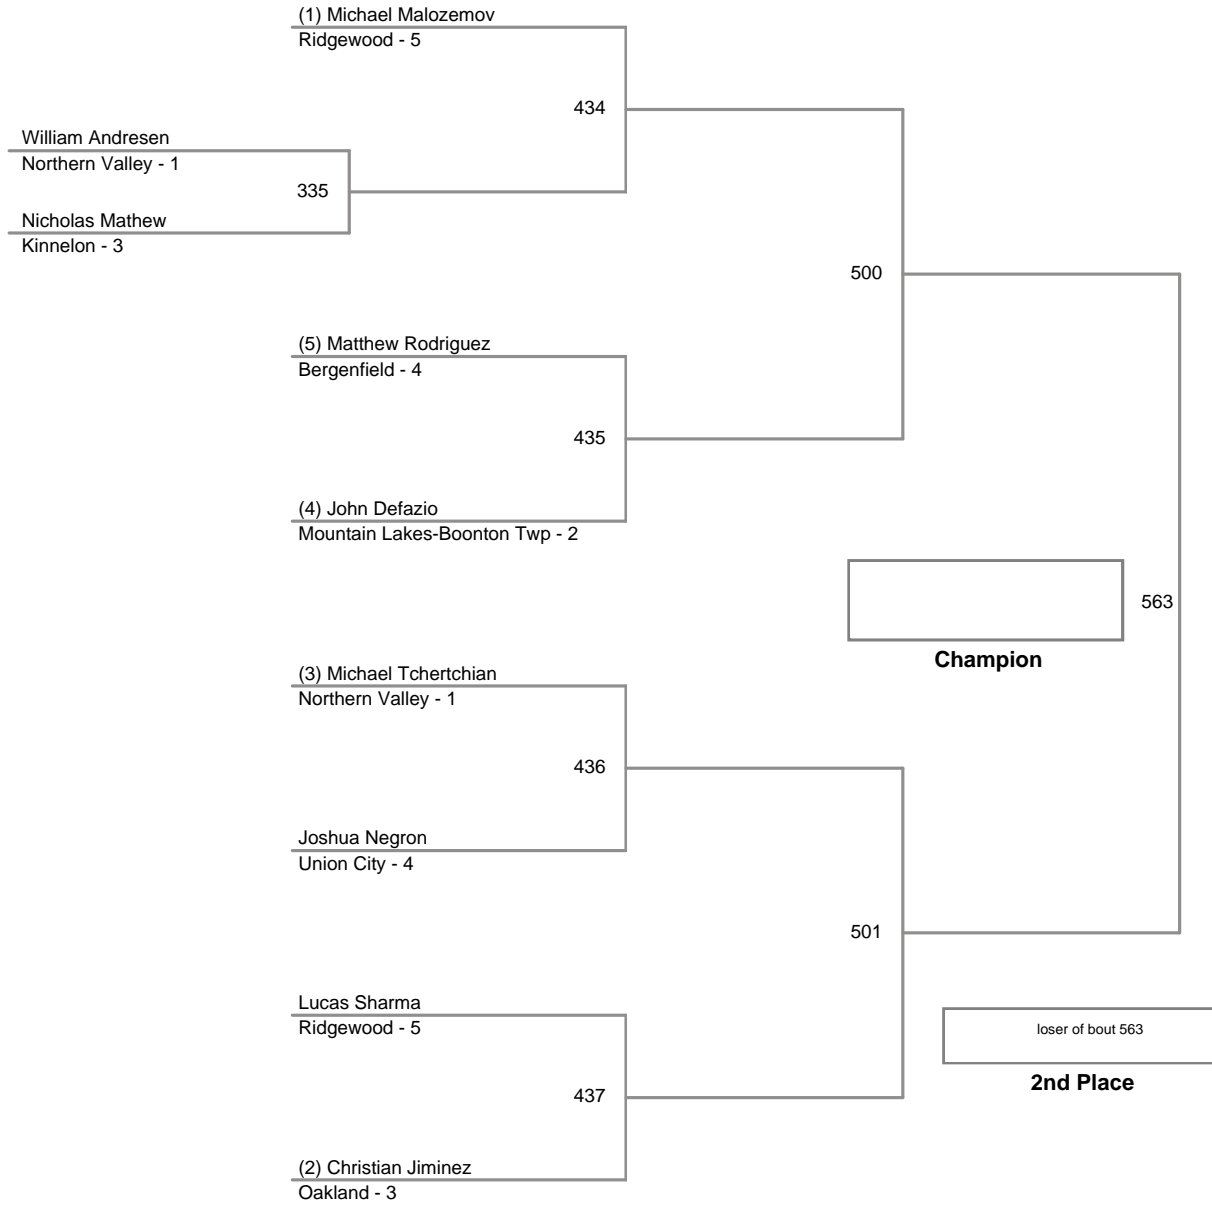 (1) Michael Malozemov
Ridgewood - 5
434
William Andresen
Northern Valley - 1
335
Nicholas Mathew
Kinnelon - 3
500
(5) Matthew Rodriguez
Bergenfield - 4
435
(4) John Defazio
Mountain Lakes-Boonton Twp - 2
563
Champion
(3) Michael Tchertchian
Northern Valley - 1
436
Joshua Negron
Union City - 4
501
Lucas Sharma
Ridgewood - 5
loser of bout 563
2nd Place
437
(2) Christian Jiminez
Oakland - 3